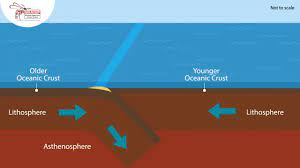 Not to scale
Older
Oceanic Crust
Younger
Oceanic Crust
Lithosphere
Lithosphere
Asthenosphere